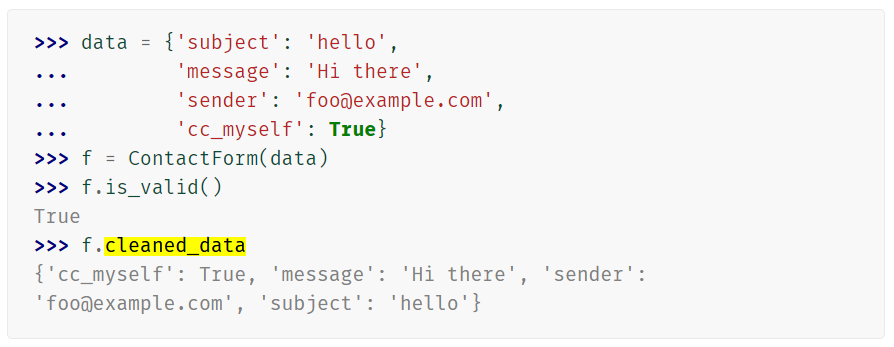 >>> data = {'subject': 'hello',
...         'message': 'Hi there',
...         'sender': 'foo@example.com',
...         'cc_myself': True}
>>> f = ContactForm(data)
>>> f.is_valid()
True
>>> f.cleaned_data
{'cc_myself': True, 'message': 'Hi there', 'sender':
'foo@example.com', 'subject': 'hello'}